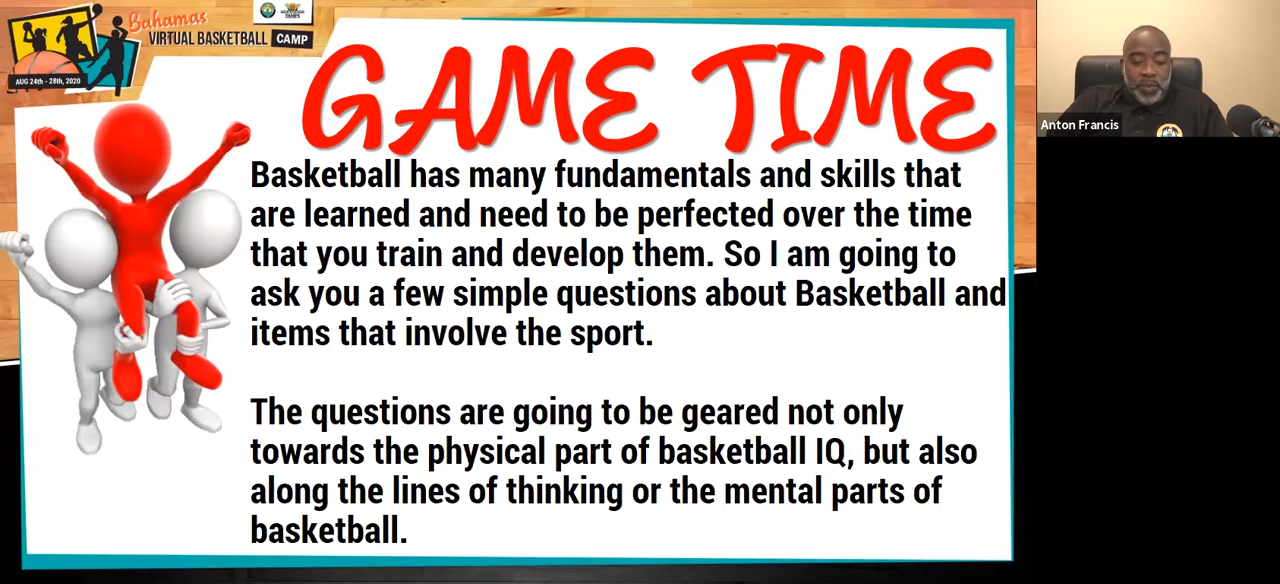 Bahamas
VIRTUAL BASKETBALL CAMP
AUG 24th - 28th, 2020
GAME TIME
Anton Francis
Basketball has many fundamentals and skills that
are learned and need to be perfected over the time
that you train and develop them. So I am going to
ask you a few simple questions about Basketball and
items that involve the sport.
The questions are going to be geared not only
towards the physical part of basketball IQ, but also
along the lines of thinking or the mental parts of
basketball.